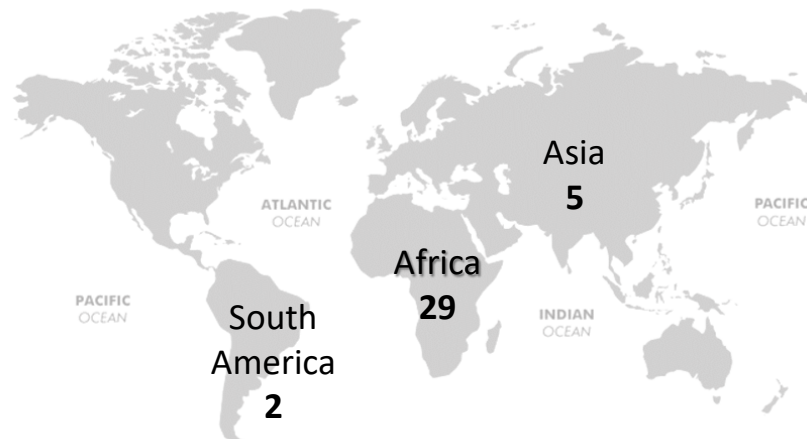 Asia
5
ATLANTIC
OCEAN
PACIFIC
OCEAN
Africa
29
PACIFIC
OCEAN
INDIAN
OCEAN
South
America
2